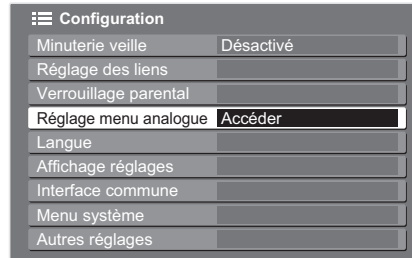 Configuration
Minuterie veille Désactivé
Réglage des liens
Verrouillage parental
Réglage menu analogue Accéder
Langue
Affichage réglages
Interface commune
Menu système
Autres réglages